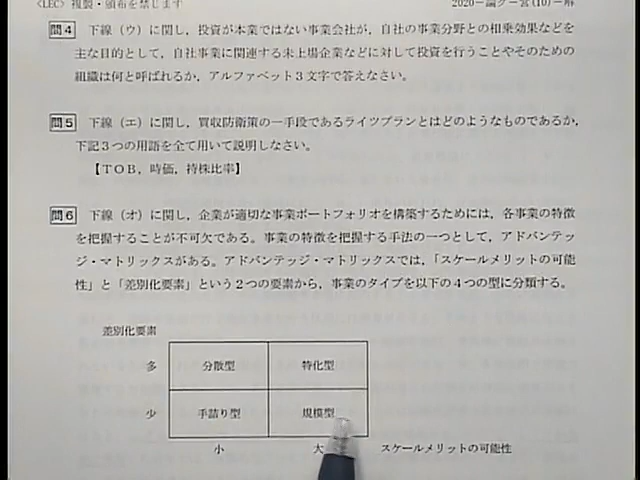 〈LEC〉複製・頒布を禁じます 2020－論グ－営(10)－解
問4 下線（ウ）に関し，投資が本業ではない事業会社が，自社の事業分野との相乗効果などを
主な目的として，自社事業に関連する未上場企業などに対して投資を行うことやそのための
組織は何と呼ばれるか，アルファベット３文字で答えなさい。
問5 下線（エ）に関し，買収防衛策の一手段であるライツプランとはどのようなものであるか，
下記３つの用語を全て用いて説明しなさい。
【ＴＯＢ，時価，持株比率】
問6 下線（オ）に関し，企業が適切な事業ポートフォリオを構築するためには，各事業の特徴
を把握することが不可欠である。事業の特徴を把握する手法の一つとして，アドバンテッ
ジ・マトリックスがある。アドバンテッジ・マトリックスでは，「スケールメリットの可能
性」と「差別化要素」という２つの要素から，事業のタイプを以下の４つの型に分類する。
差別化要素
多 分散型 特化型
少 手詰り型 規模型
小 大 スケールメリットの可能性